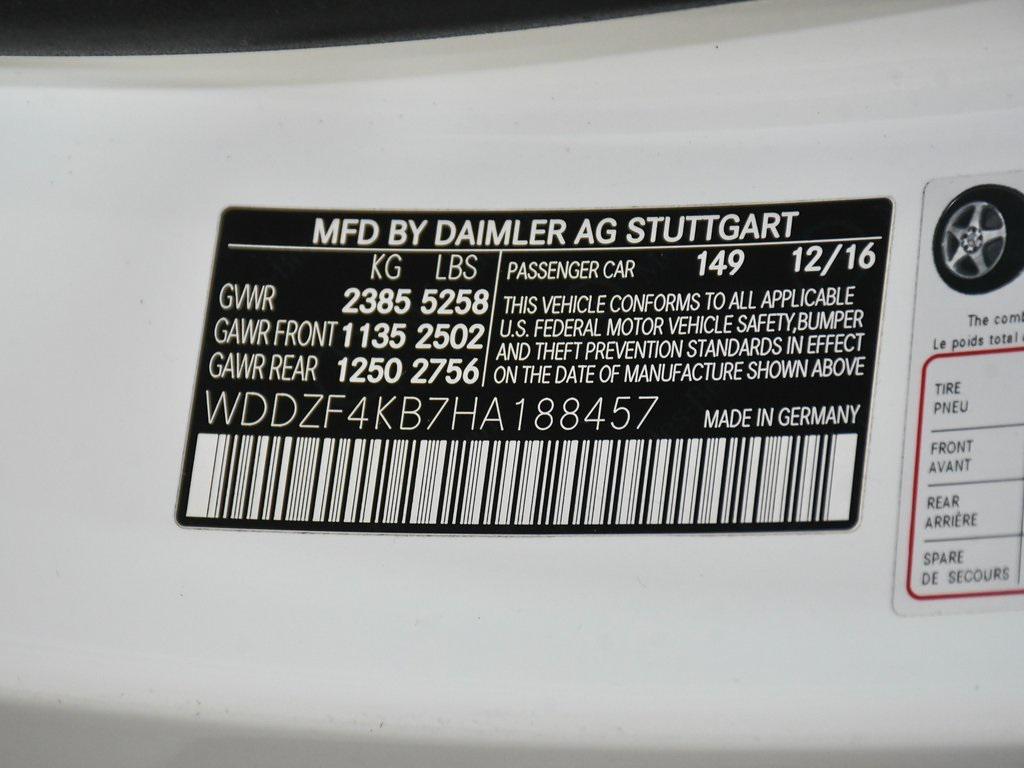 MFD BY DAIMLER AG STUTTGART
KG LBS
GVWR 2385 5258
GAWR FRONT 1135 2502
GAWR REAR 1250 2756
PASSENGER CAR 149 12/16
THIS VEHICLE CONFORMS TO ALL APPLICABLE
U.S. FEDERAL MOTOR VEHICLE SAFETY,BUMPER
AND THEFT PREVENTION STANDARDS IN EFFECT
ON THE DATE OF MANUFACTURE SHOWN ABOVE
WDDZF4KB7HA188457 MADE IN GERMANY
The
Le poids total
TIRE
PNEU
FRONT
AVANT
REAR
ARRIÈRE
SPARE
DE SECOURS